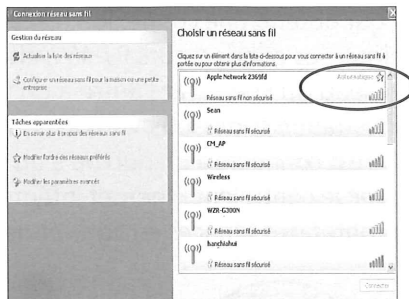 Connexion réseau sans fil
Gestion du réseau
Actualiser la liste des réseaux
Configurer un réseau sans fil pour la maison ou une petite
entreprise
Tâches apparentées
En savoir plus à propos des réseaux sans fil
Modifier l'ordre des réseaux préférés
Modifier les paramètres avancés
Choisir un réseau sans fil
Cliquez sur un élément dans la liste ci-dessous pour vous connecter à un réseau sans fil à
portée ou pour obtenir plus d'informations.
Apple Network 2369fd
Réseau sans fil non sécurisé
Sean
Réseau sans fil sécurisé
CM_AP
Réseau sans fil sécurisé
Wireless
Réseau sans fil sécurisé
WZR-G300N
Réseau sans fil sécurisé
hanchiahui
Réseau sans fil sécurisé
Connecter